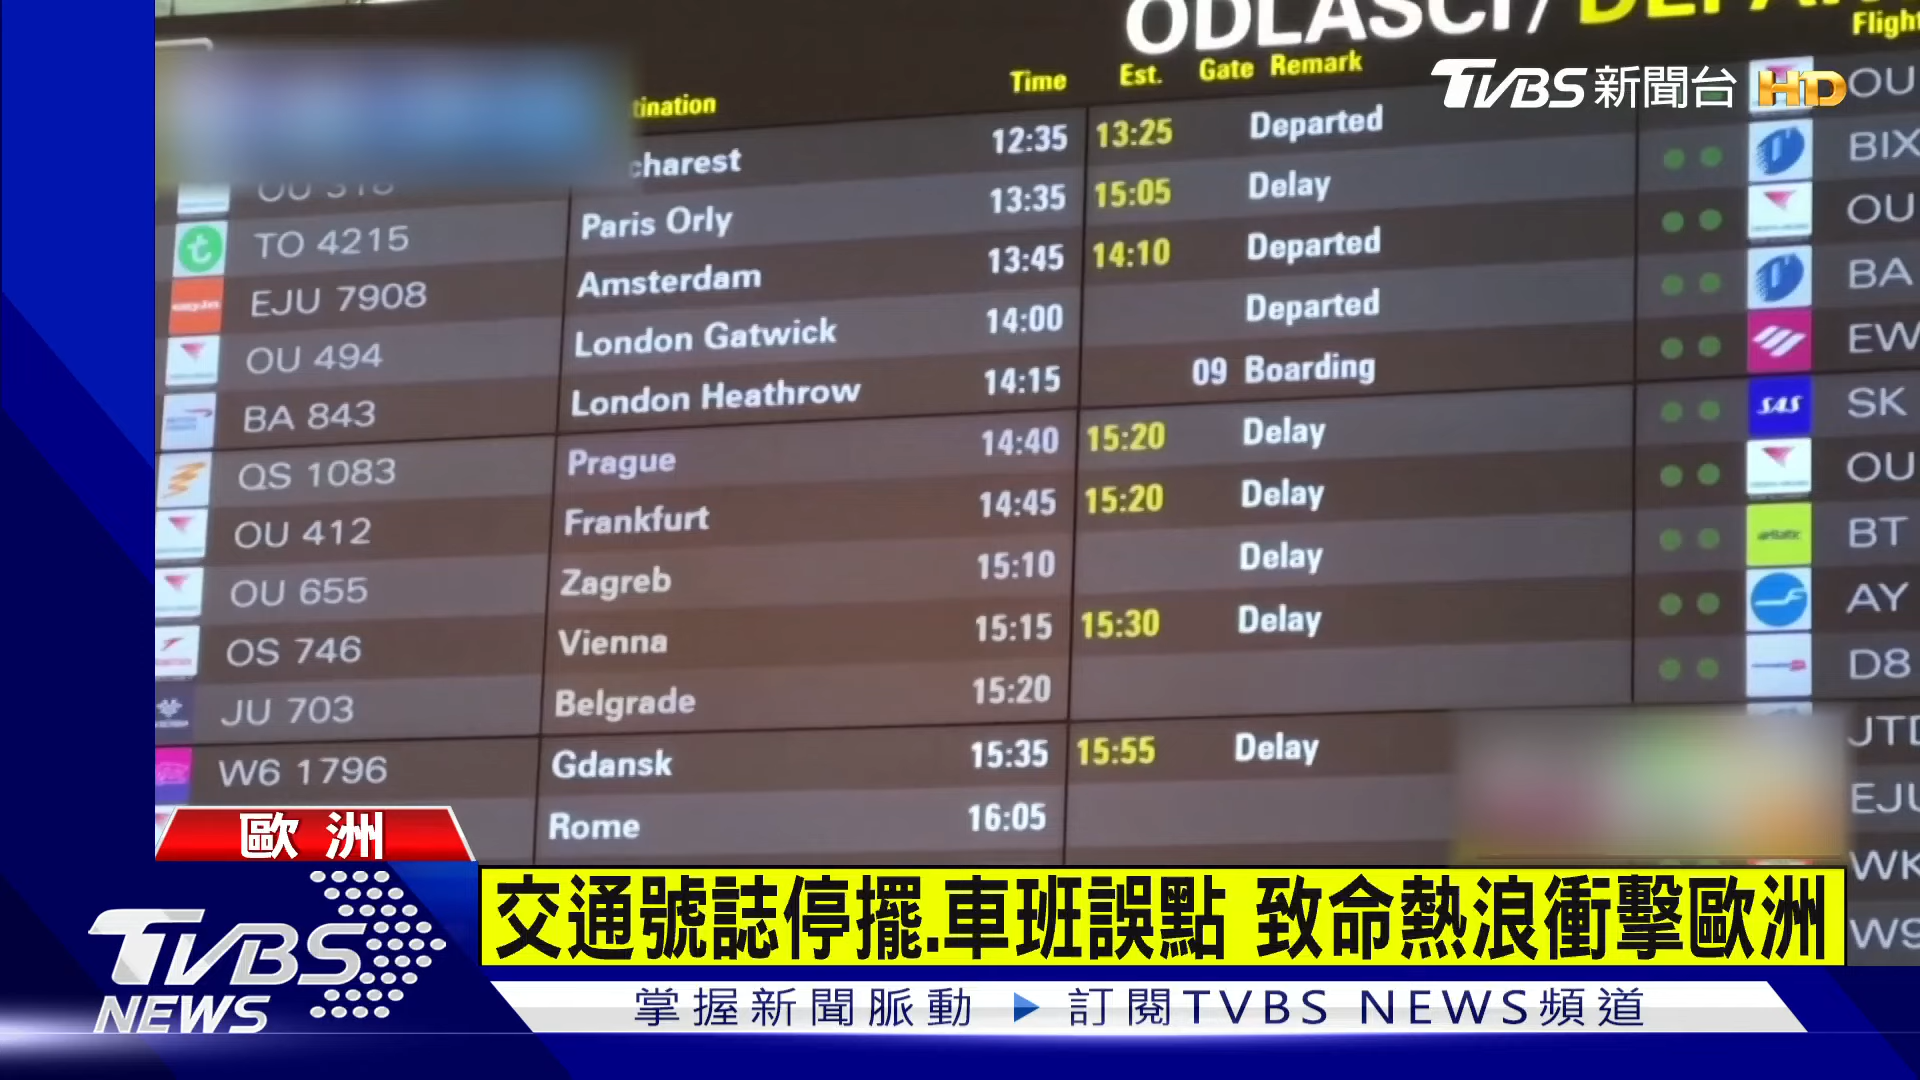 ODLASCI/
Flight
TVBS新聞台 HD
Time Est. Gate Remark
12:35 13:25 Departed
TO 4215 Paris Orly 13:35 15:05 Delay
EJU 7908 Amsterdam 13:45 14:10 Departed
OU 494 London Gatwick 14:00 Departed
BA 843 London Heathrow 14:15 09 Boarding
QS 1083 Prague 14:40 15:20 Delay
OU 412 Frankfurt 14:45 15:20 Delay
OU 655 Zagreb 15:10 Delay
OS 746 Vienna 15:15 15:30 Delay
JU 703 Belgrade 15:20
W6 1796 Gdansk 15:35 15:55 Delay
Rome 16:05
OU
BIX
OU
BA
EW
SAS SK
OU
BT
AY
D8
JTD
EJU
WK
W9
歐洲
交通號誌停擺.車班誤點 致命熱浪衝擊歐洲
TVBS
NEWS
掌握新聞脈動 ▶ 訂閱TVBS NEWS頻道